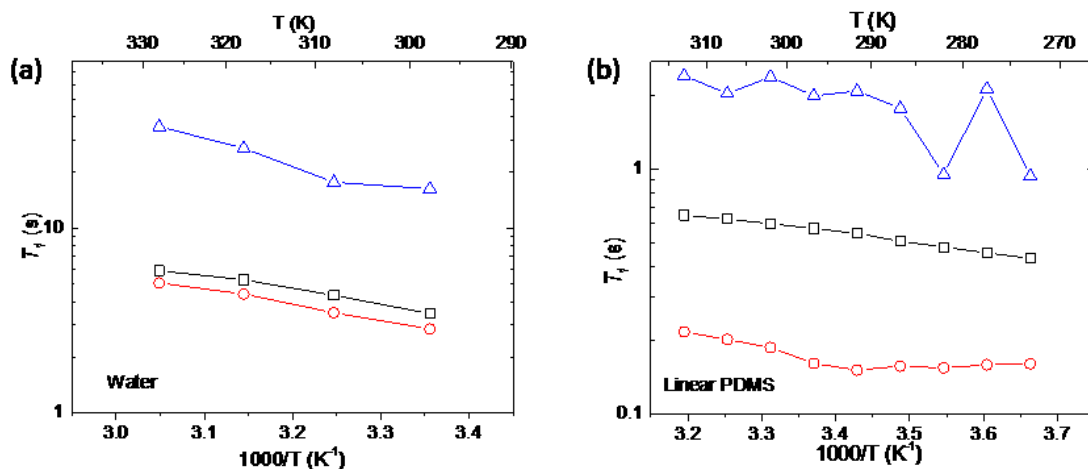 T (K)
330 320 310 300 290
(a)
10
1
T₁ (s)
Water
3.0 3.1 3.2 3.3 3.4
1000/T (K⁻¹)
T (K)
310 300 290 280 270
(b)
1
0.1
T₁ (s)
Linear PDMS
3.2 3.3 3.4 3.5 3.6 3.7
1000/T (K⁻¹)